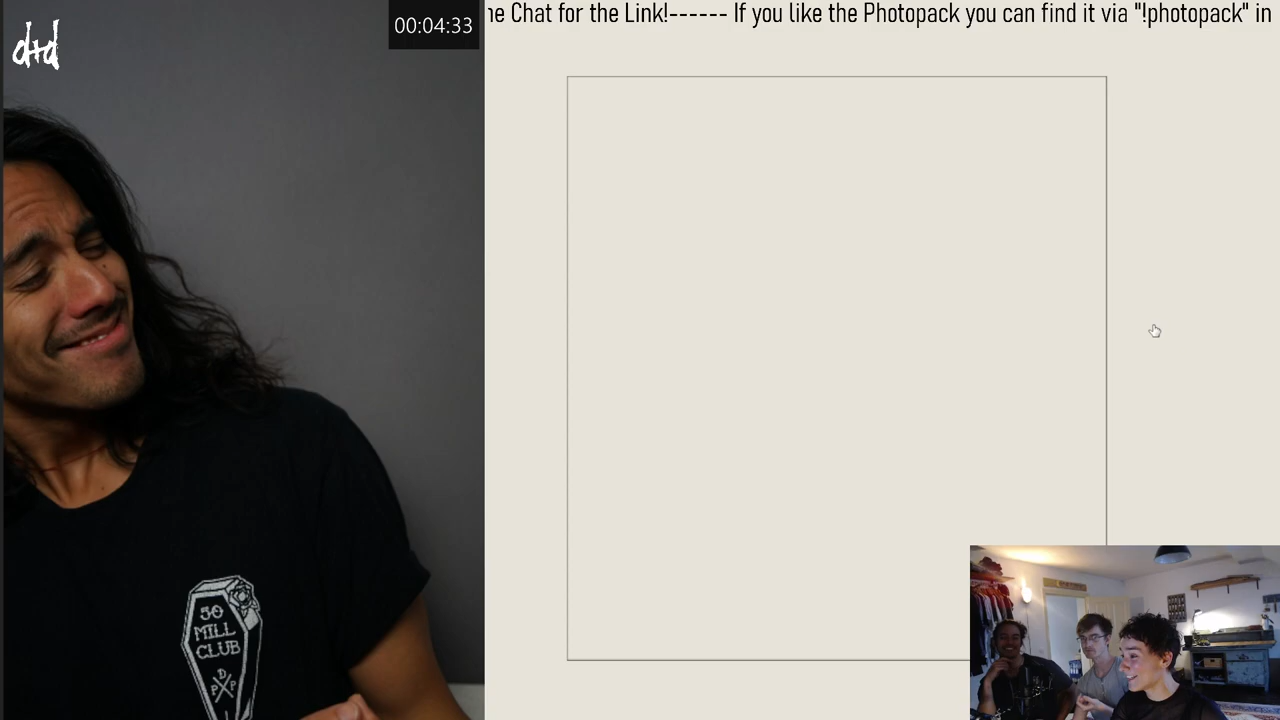 d+d
00:04:33
he Chat for the Link!------ If you like the Photopack you can find it via "!photopack" in
50
MILL
CLUB
D
P P